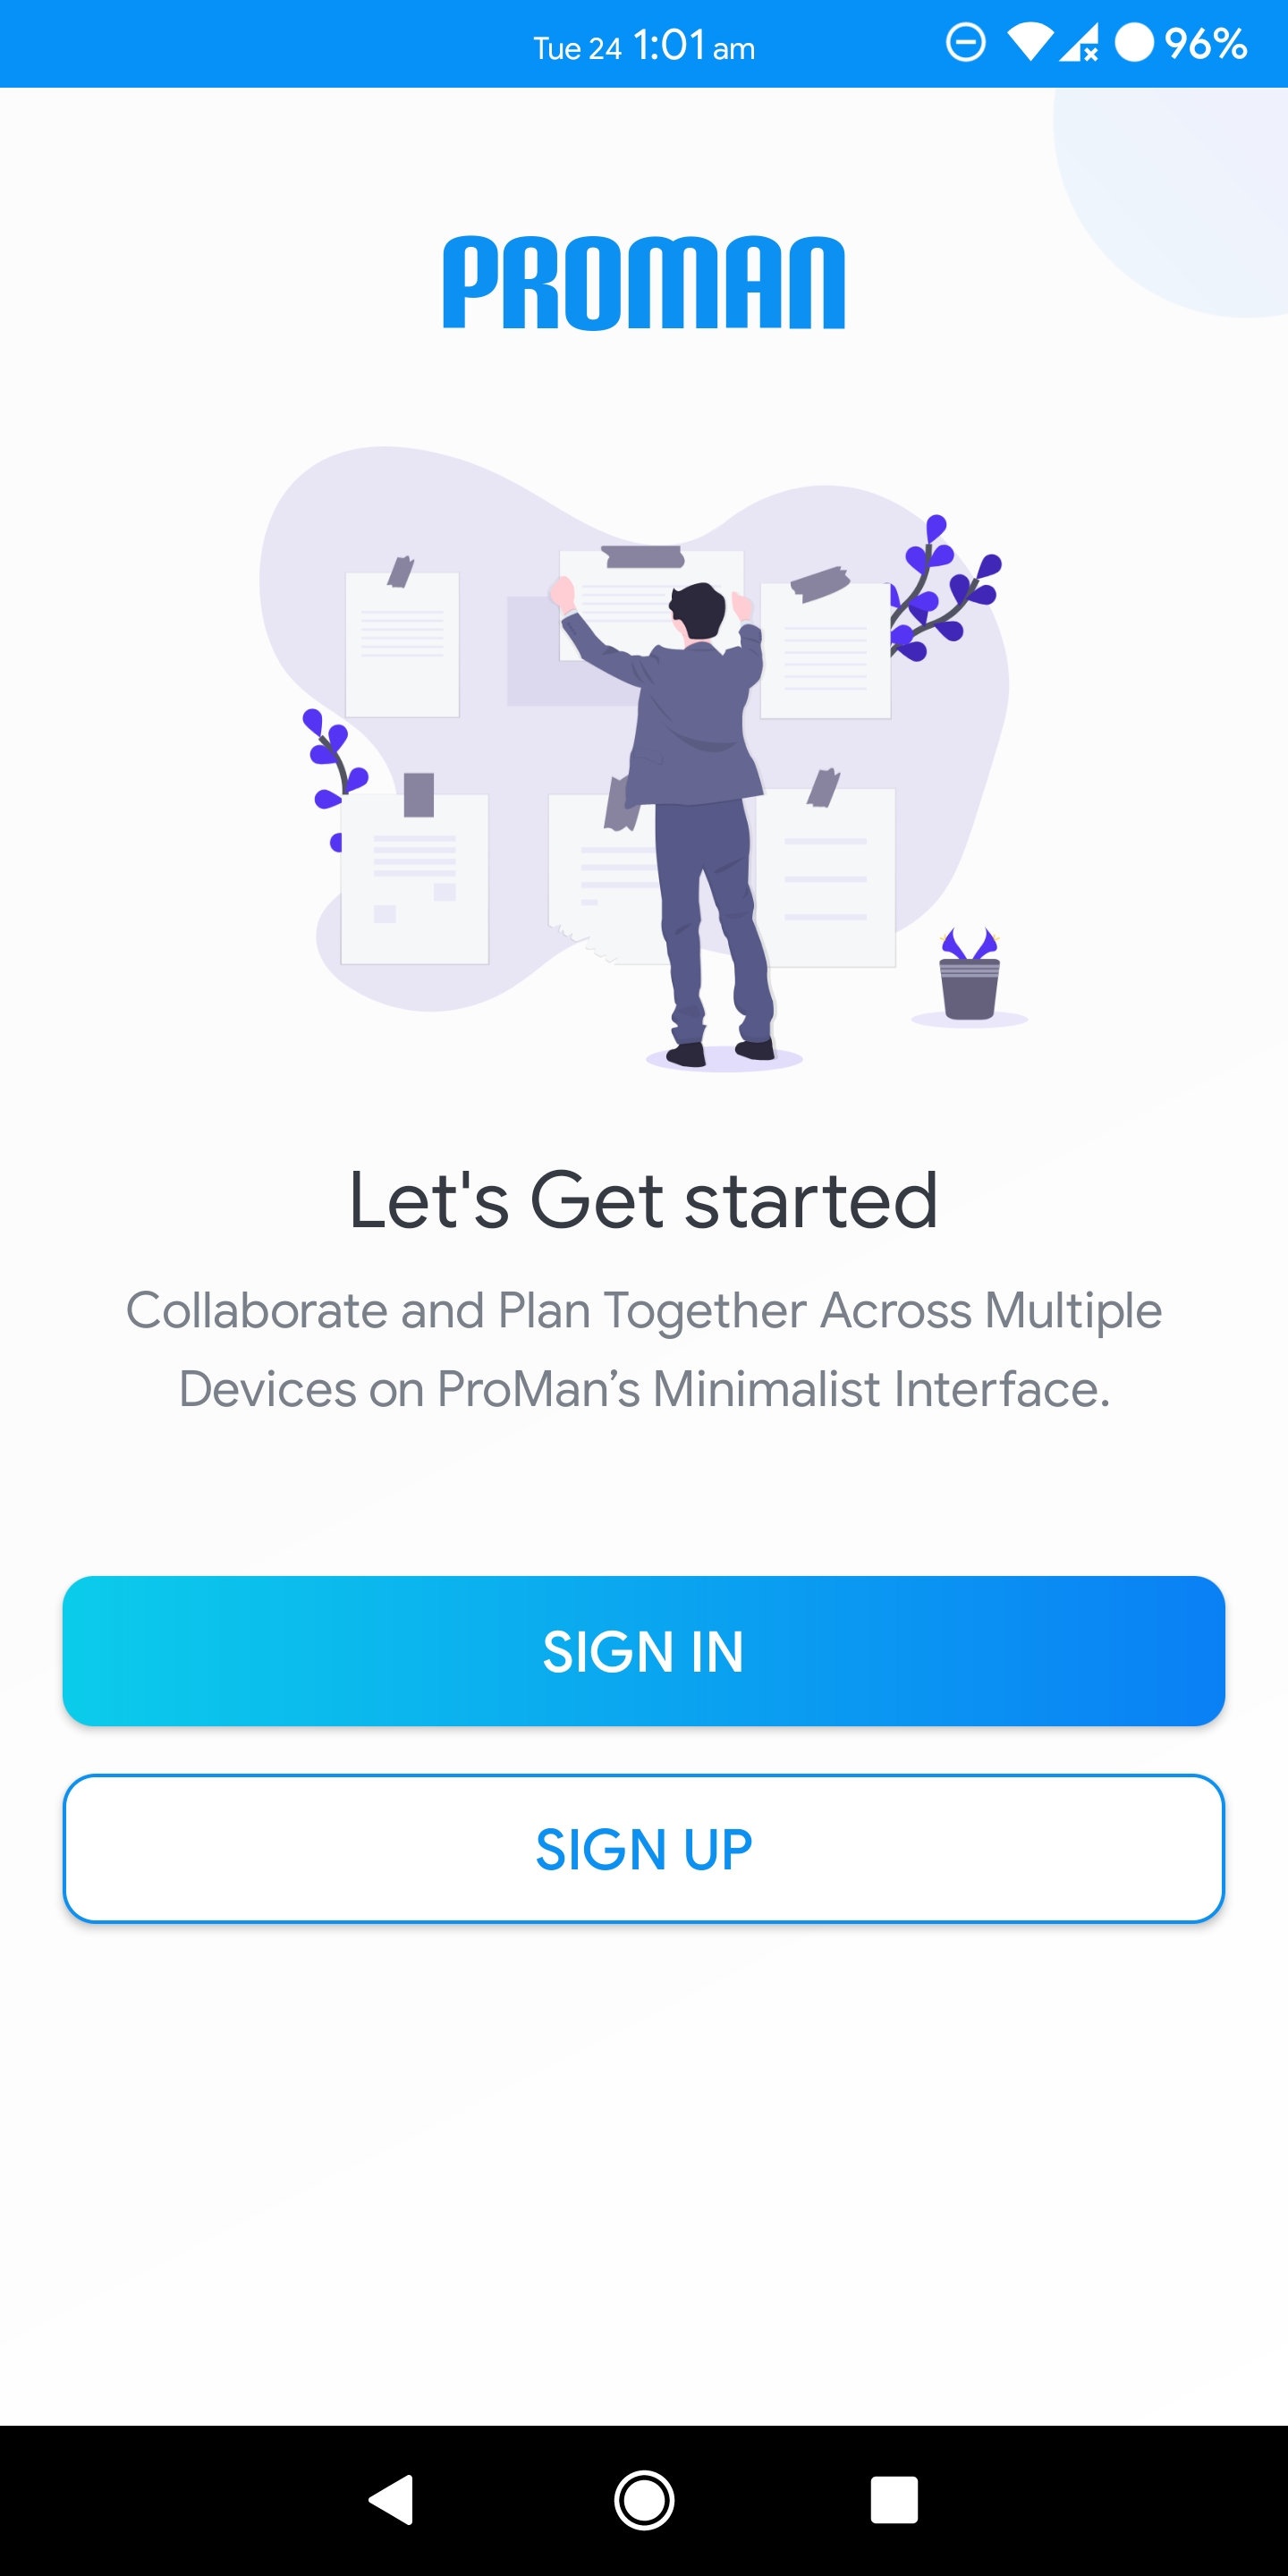 Tue 24 1:01 am 96%
PROMAN
Let's Get started
Collaborate and Plan Together Across Multiple
Devices on ProMan’s Minimalist Interface.
SIGN IN
SIGN UP